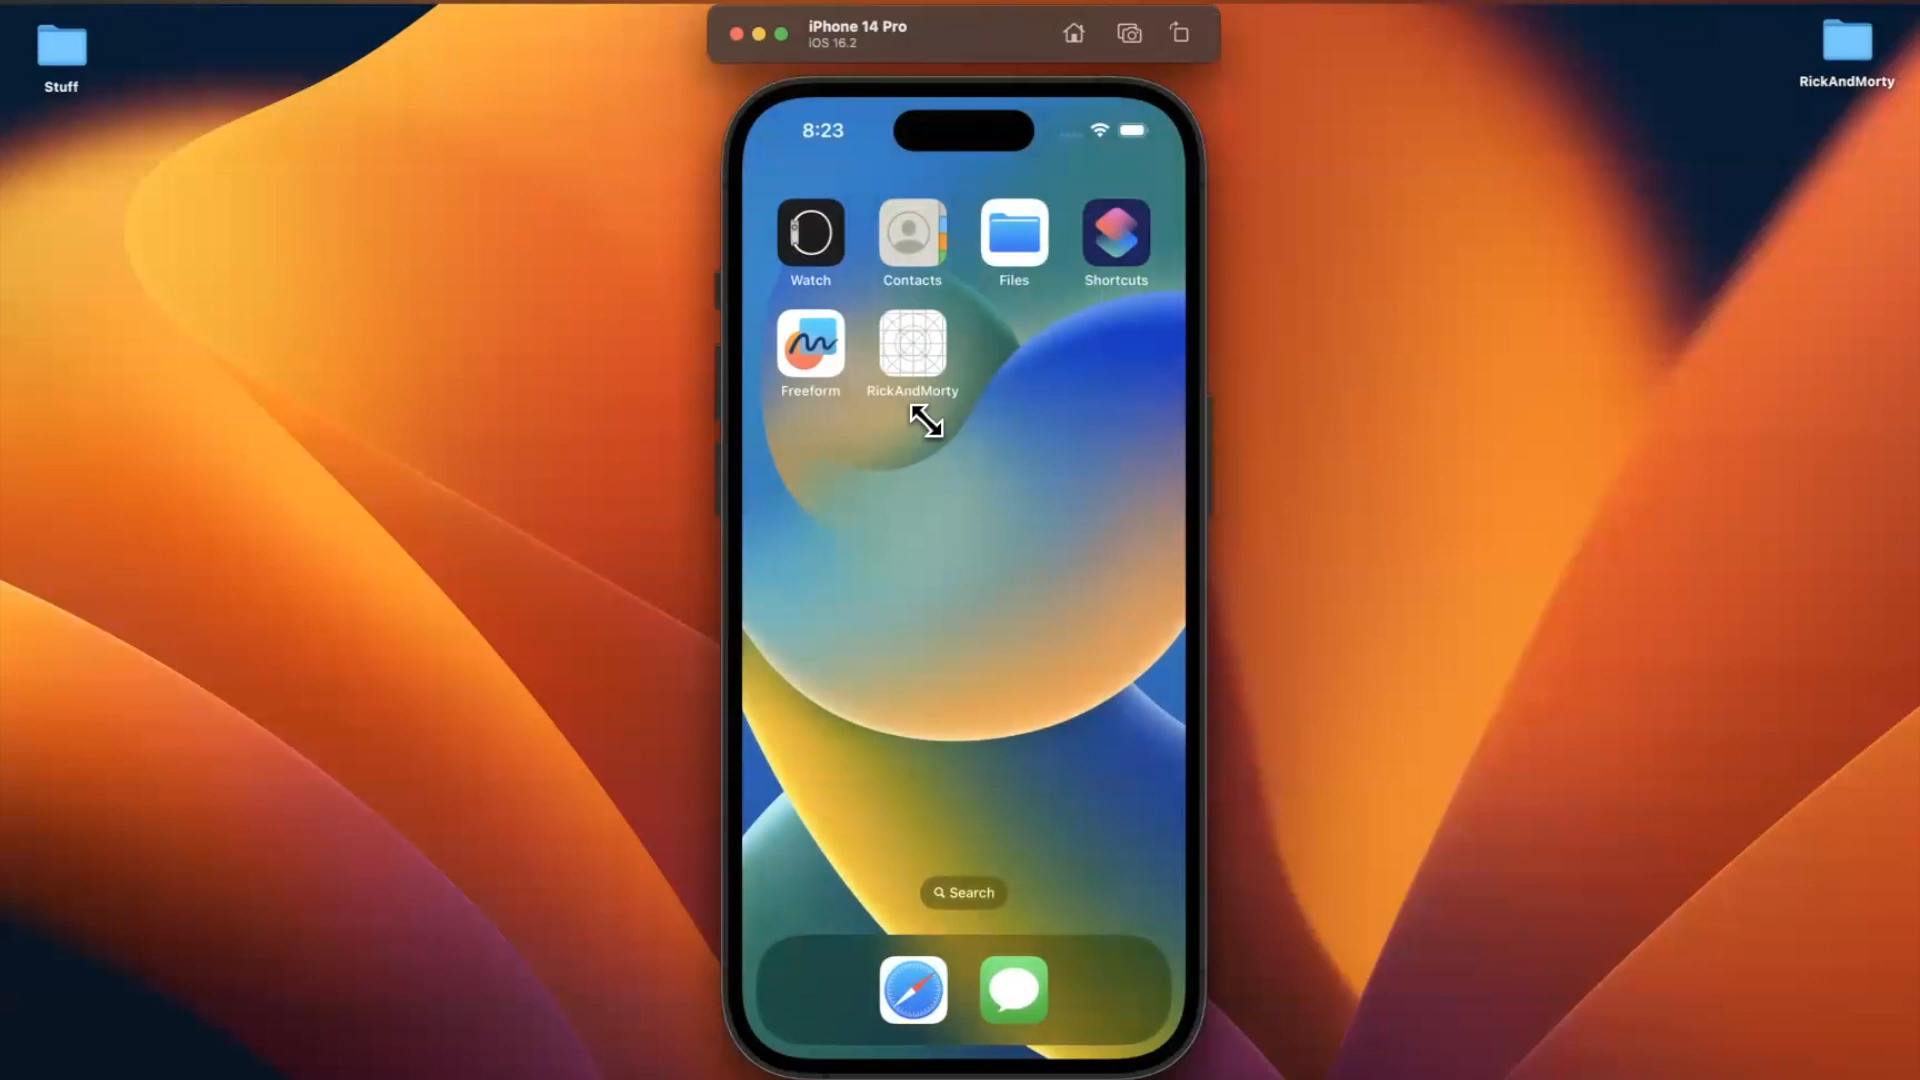 iPhone 14 Pro
iOS 16.2
Stuff
RickAndMorty
8:23
Watch
Contacts
Files
Shortcuts
Freeform
RickAndMorty
Search